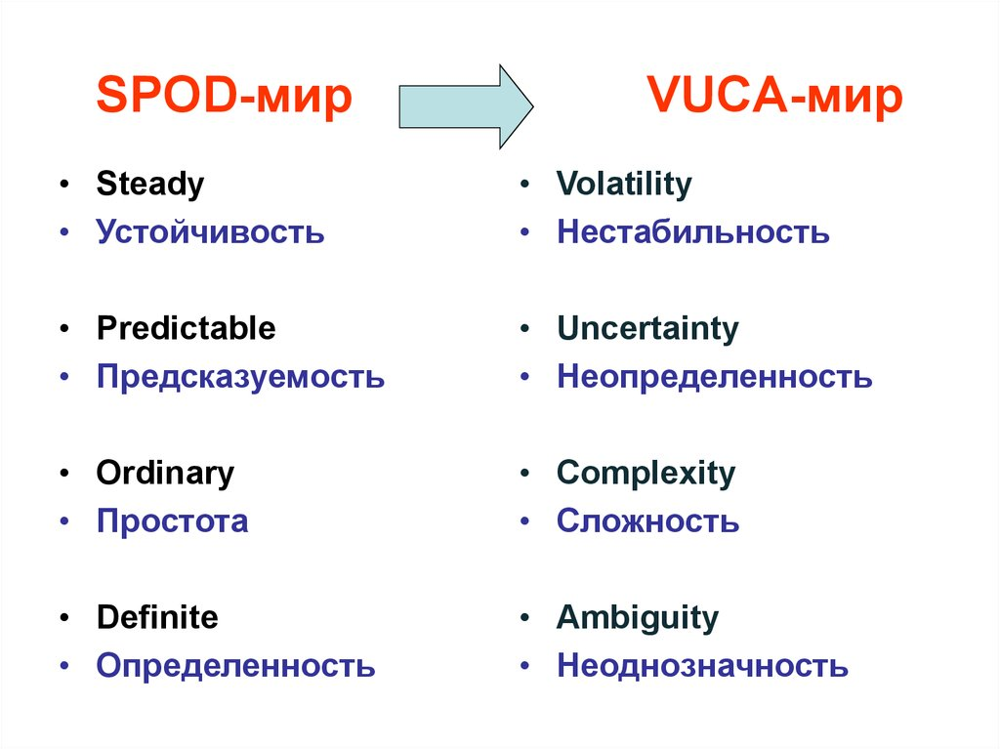 SPOD-мир
VUCA-мир
• Steady
• Устойчивость
• Predictable
• Предсказуемость
• Ordinary
• Простота
• Definite
• Определенность
• Volatility
• Нестабильность
• Uncertainty
• Неопределенность
• Complexity
• Сложность
• Ambiguity
• Неоднозначность